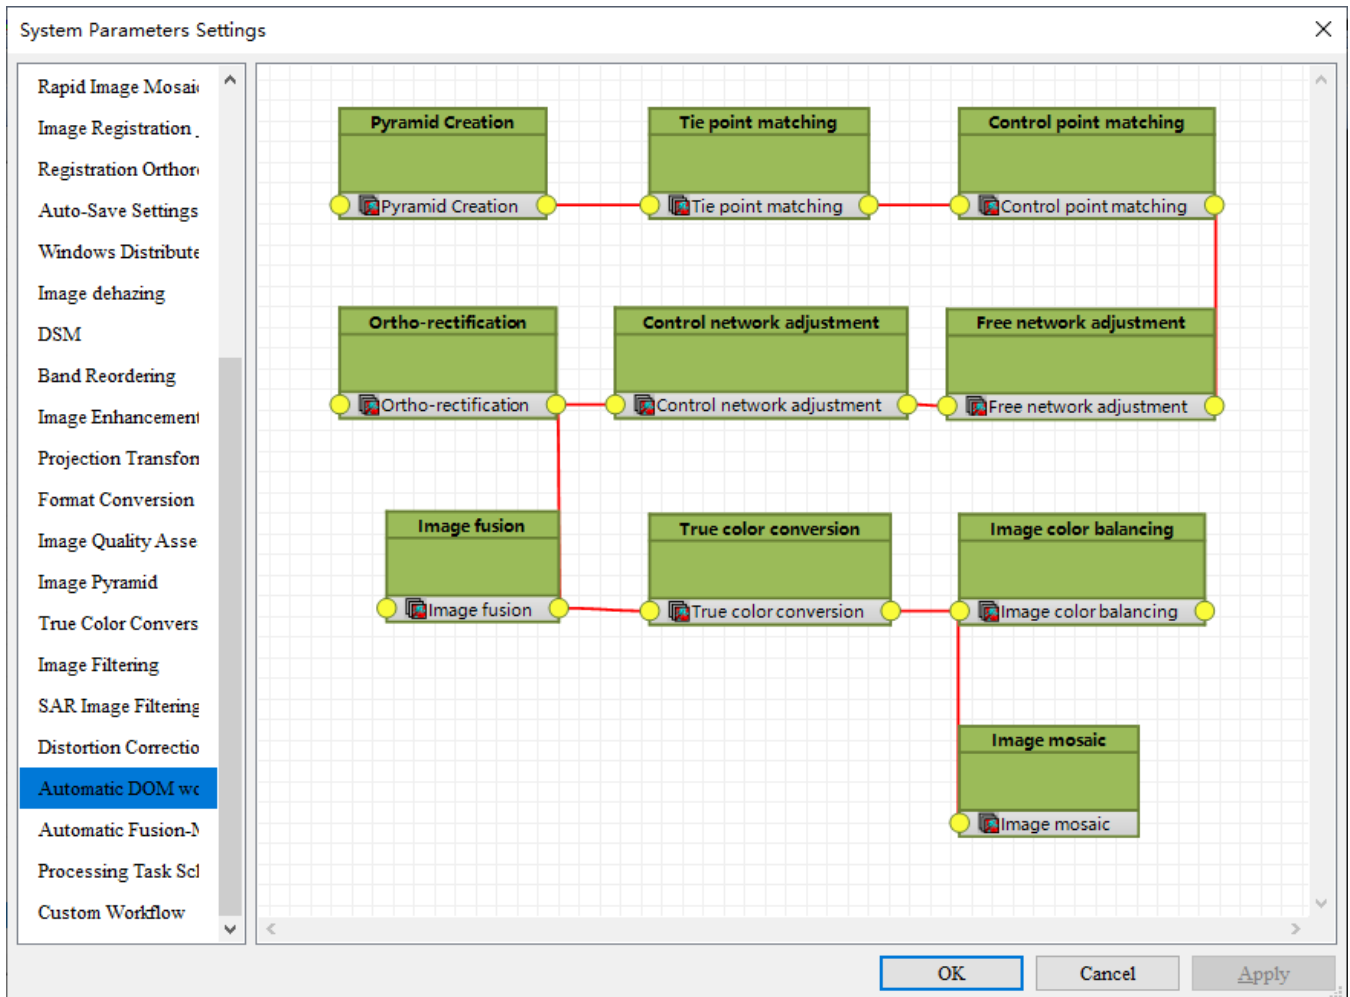 System Parameters Settings
Rapid Image Mosai
Image Registration
Registration Orthor
Auto-Save Settings
Windows Distribute
Image dehazing
DSM
Band Reordering
Image Enhancement
Projection Transfor
Format Conversion
Image Quality Asse
Image Pyramid
True Color Convers
Image Filtering
SAR Image Filtering
Distortion Correctio
Automatic DOM wo
Automatic Fusion-M
Processing Task Sch
Custom Workflow
Pyramid Creation
Pyramid Creation
Tie point matching
Tie point matching
Control point matching
Control point matching
Ortho-rectification
Ortho-rectification
Control network adjustment
Control network adjustment
Free network adjustment
Free network adjustment
Image fusion
Image fusion
True color conversion
True color conversion
Image color balancing
Image color balancing
Image mosaic
Image mosaic
OK
Cancel
Apply